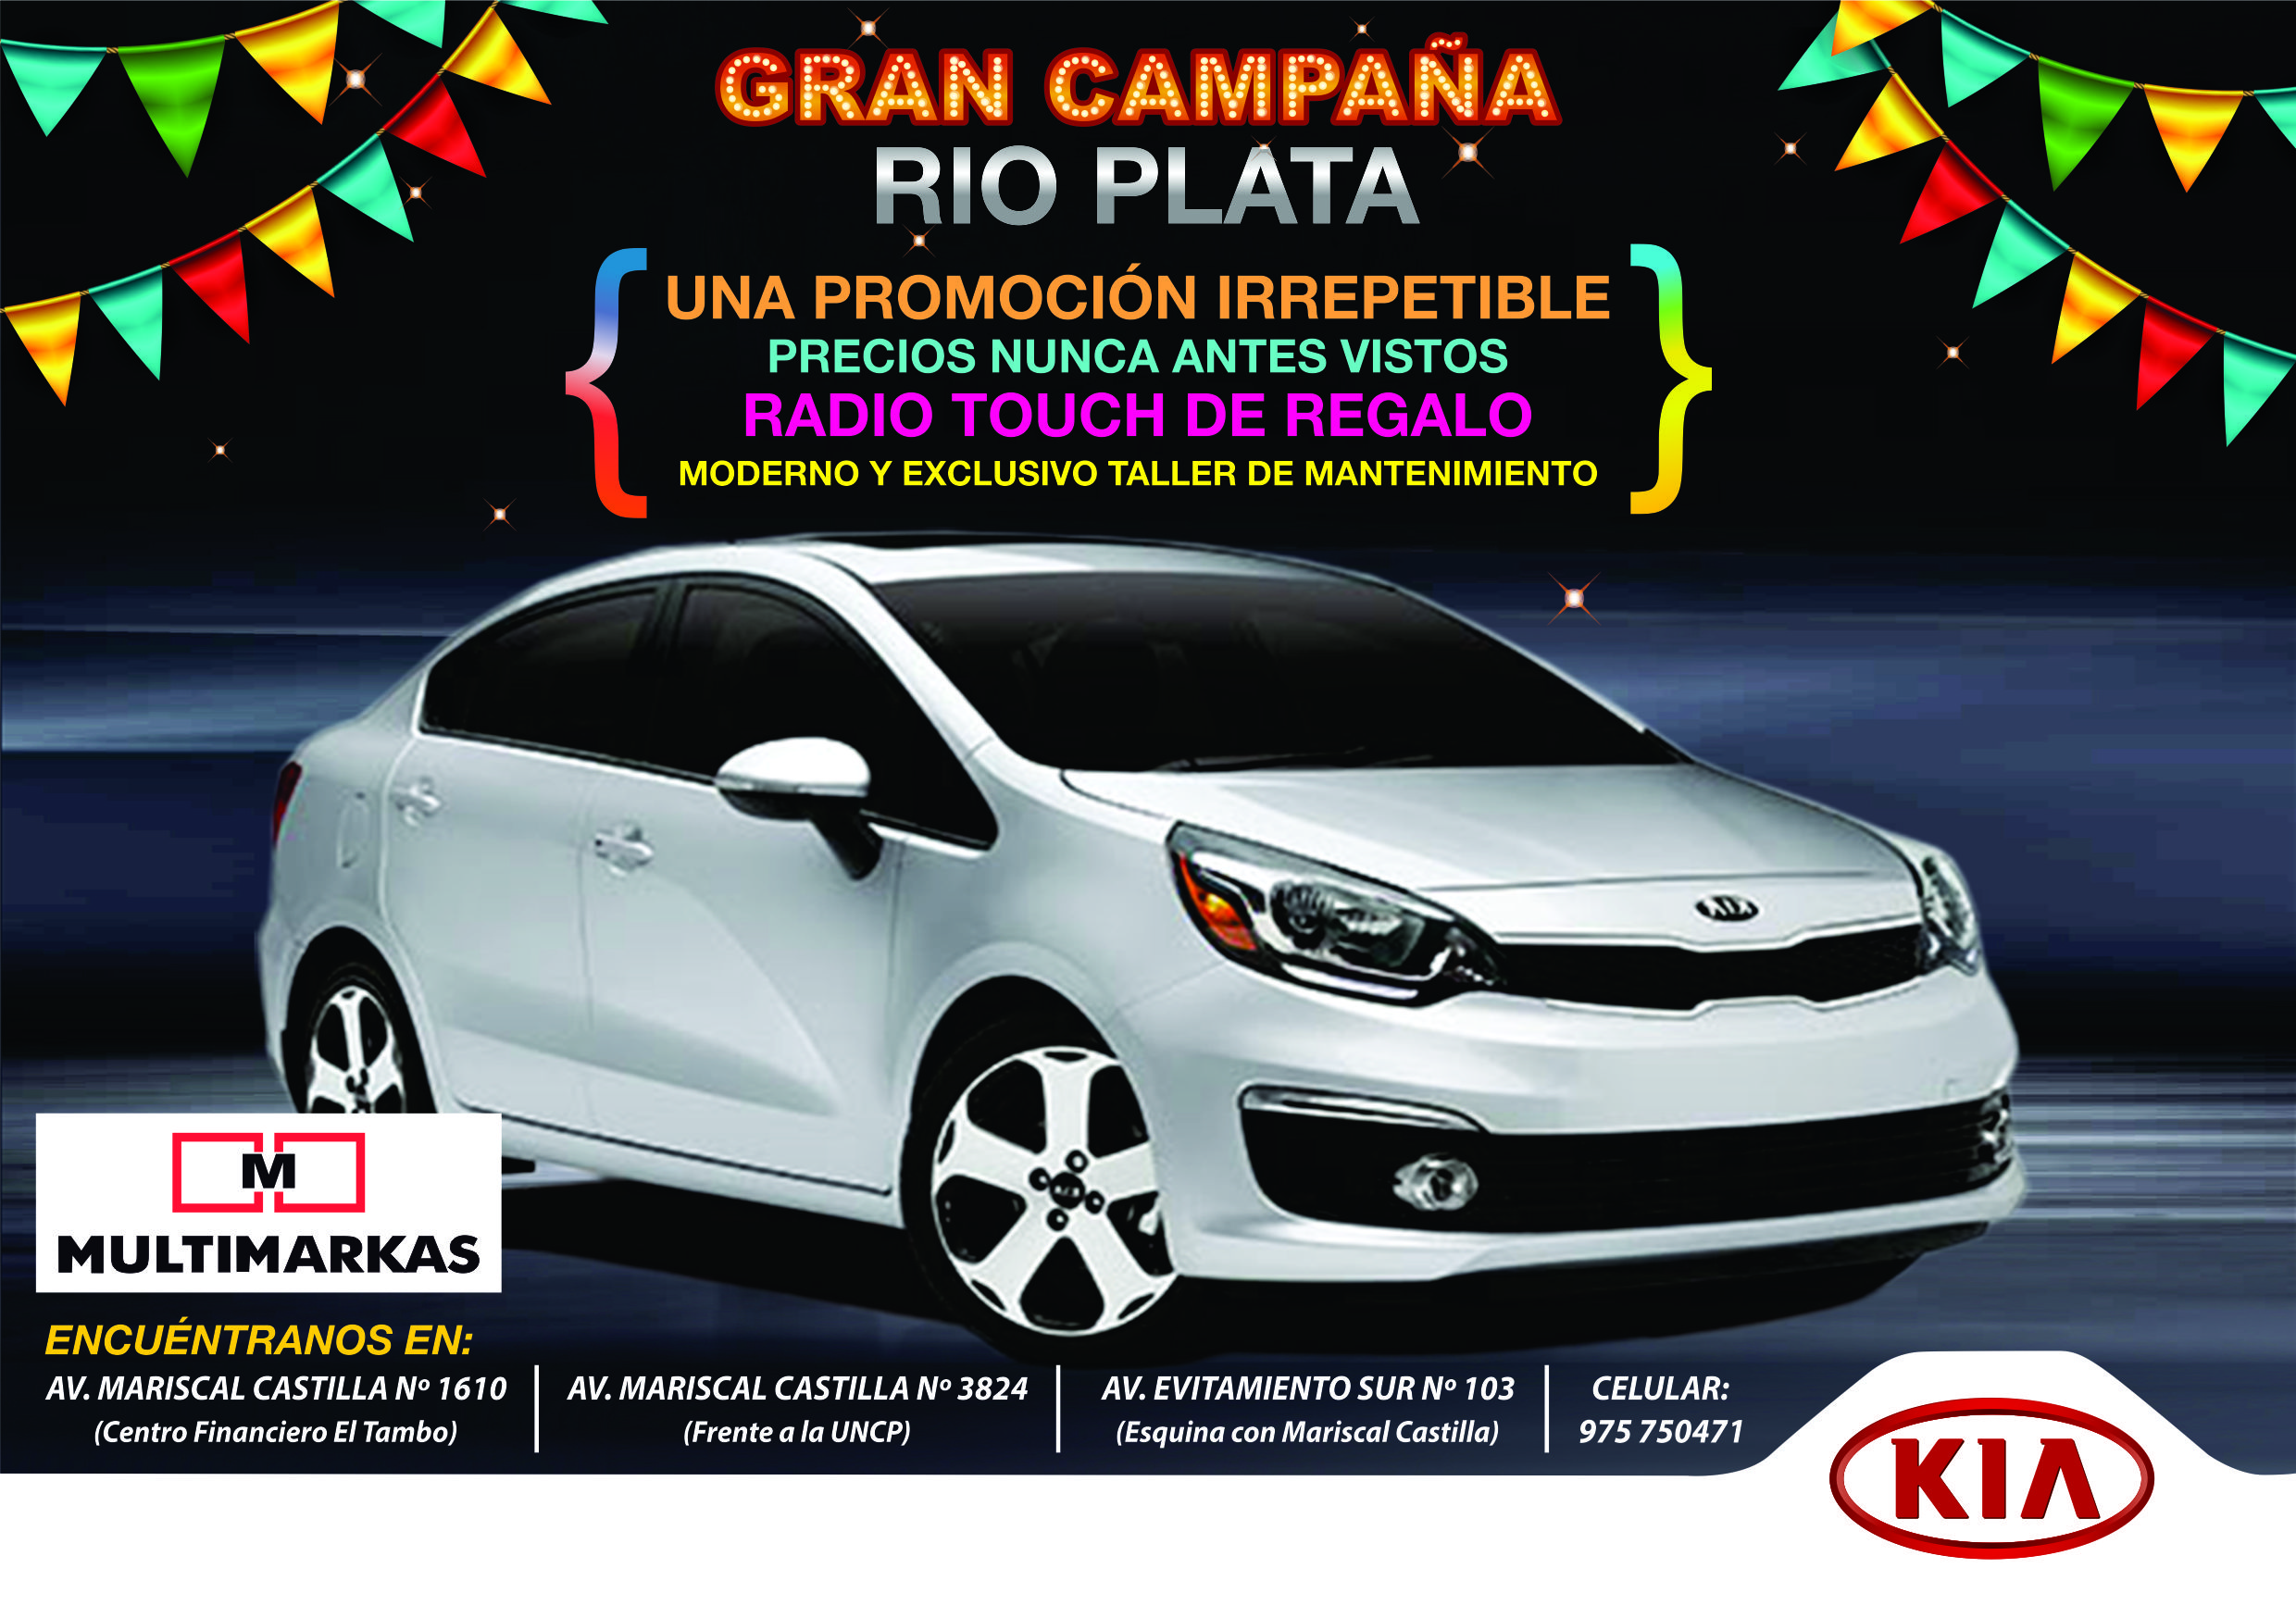 GRAN CAMPAÑA
RIO PLATA
UNA PROMOCIÓN IRREPETIBLE
PRECIOS NUNCA ANTES VISTOS
RADIO TOUCH DE REGALO
MODERNO Y EXCLUSIVO TALLER DE MANTENIMIENTO
KIA
KIA
M
MULTIMARKAS
ENCUÉNTRANOS EN:
AV. MARISCAL CASTILLA Nº 1610
(Centro Financiero El Tambo)
AV. MARISCAL CASTILLA Nº 3824
(Frente a la UNCP)
AV. EVITAMIENTO SUR Nº 103
(Esquina con Mariscal Castilla)
CELULAR:
975 750471
KIA